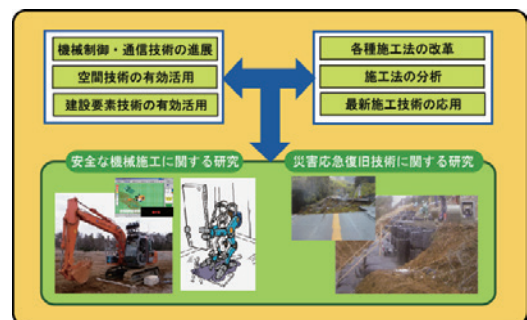 機械制御・通信技術の進展
空間技術の有効活用
建設要素技術の有効活用
各種施工法の改革
施工法の分析
最新施工技術の応用
安全な機械施工に関する研究
災害応急復旧技術に関する研究